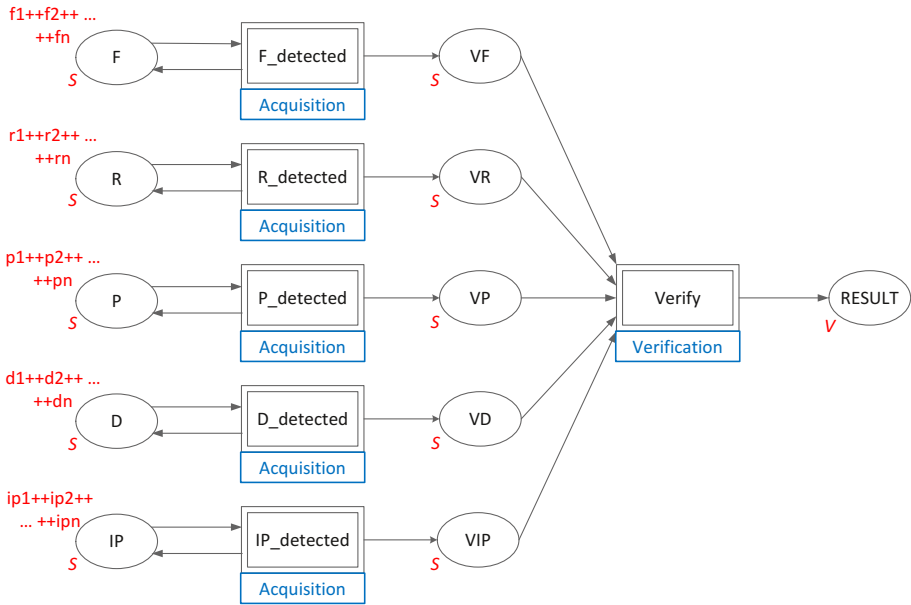 f1++f2++ ...
++fn
F
S
F_detected
Acquisition
VF
S
r1++r2++ ...
++rn
R
S
R_detected
Acquisition
VR
S
p1++p2++ ...
++pn
P
S
P_detected
Acquisition
VP
S
Verify
Verification
RESULT
V
d1++d2++ ...
++dn
D
S
D_detected
Acquisition
VD
S
ip1++ip2++
... ++ipn
IP
S
IP_detected
Acquisition
VIP
S